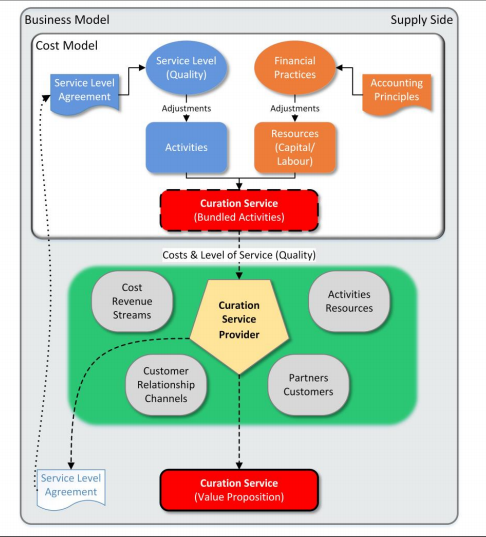 Business Model
Supply Side
Cost Model
Service Level
Agreement
Service Level
(Quality)
Financial
Practices
Accounting
Principles
Adjustments
Adjustments
Activities
Resources
(Capital/
Labour)
Curation Service
(Bundled Activities)
Costs & Level of Service (Quality)
Cost
Revenue
Streams
Curation
Service
Provider
Activities
Resources
Customer
Relationship
Channels
Partners
Customers
Service Level
Agreement
Curation Service
(Value Proposition)